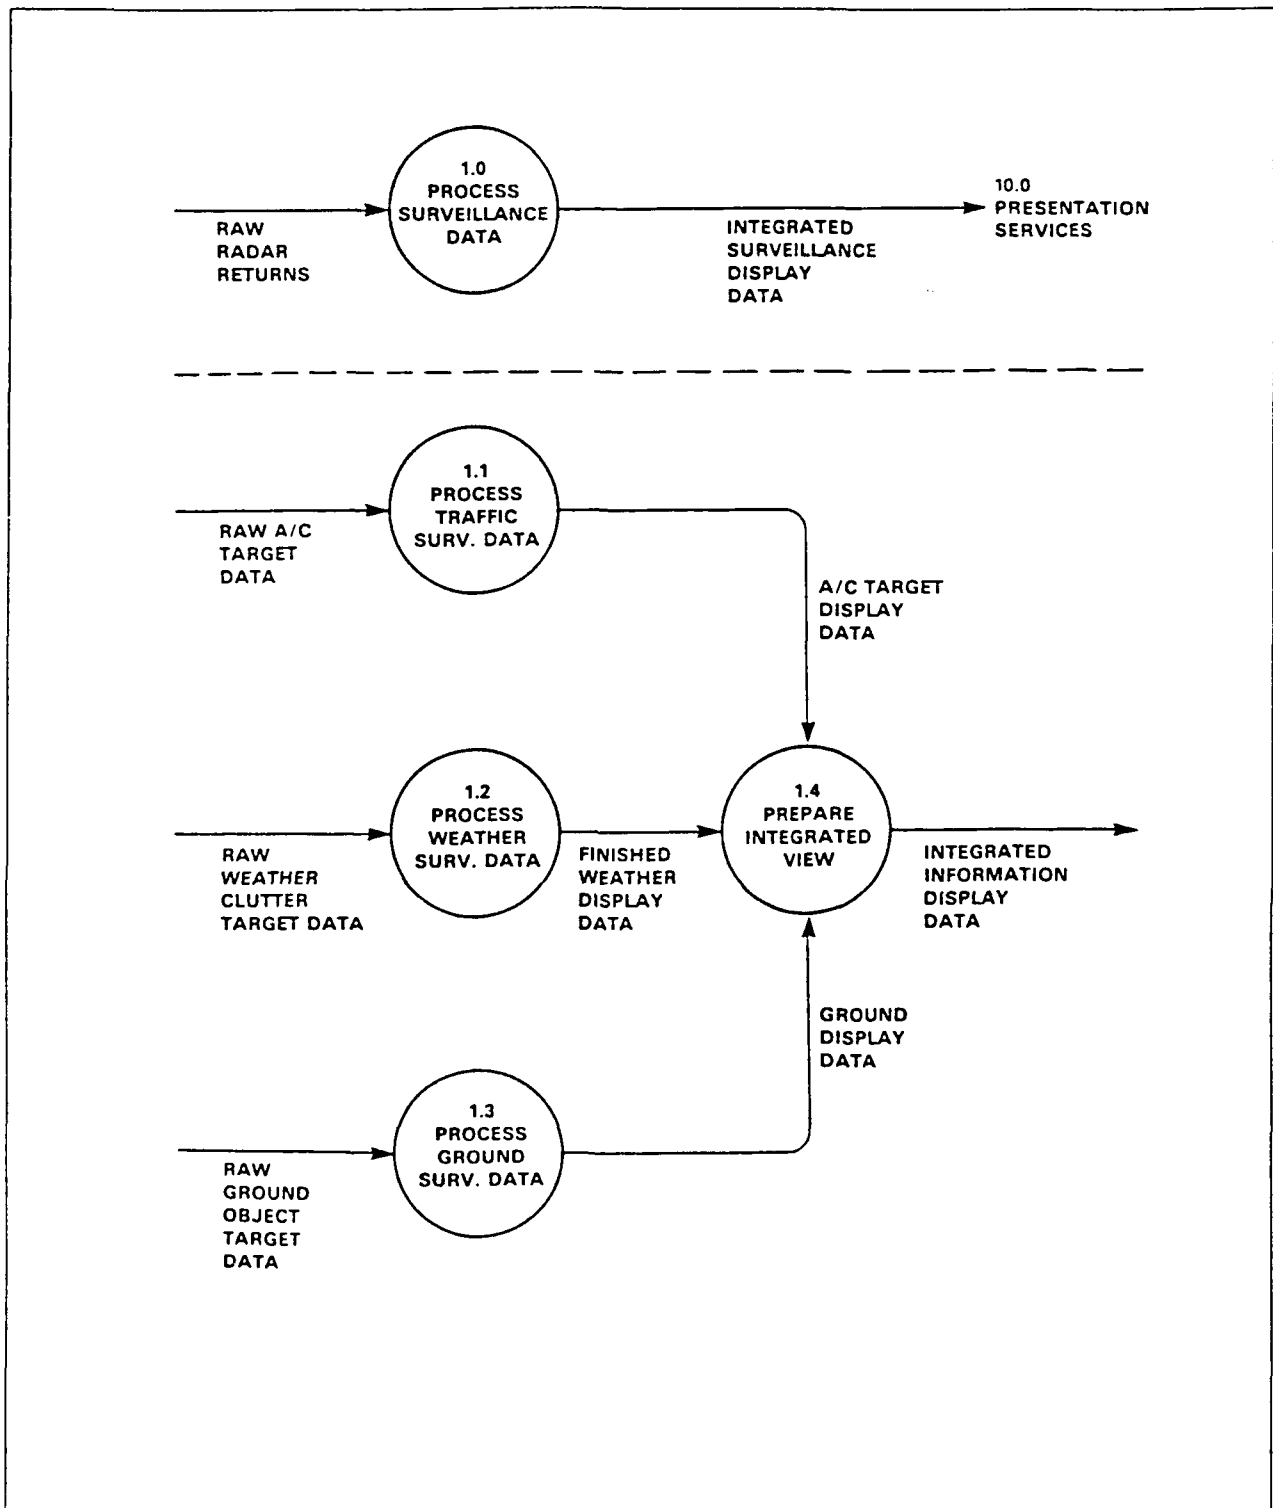 1.0
PROCESS
SURVEILLANCE
DATA
RAW
RADAR
RETURNS
INTEGRATED
SURVEILLANCE
DISPLAY
DATA
10.0
PRESENTATION
SERVICES
1.1
PROCESS
TRAFFIC
SURV. DATA
RAW A/C
TARGET
DATA
A/C TARGET
DISPLAY
DATA
1.2
PROCESS
WEATHER
SURV. DATA
RAW
WEATHER
CLUTTER
TARGET DATA
FINISHED
WEATHER
DISPLAY
DATA
1.4
PREPARE
INTEGRATED
VIEW
INTEGRATED
INFORMATION
DISPLAY
DATA
GROUND
DISPLAY
DATA
1.3
PROCESS
GROUND
SURV. DATA
RAW
GROUND
OBJECT
TARGET
DATA